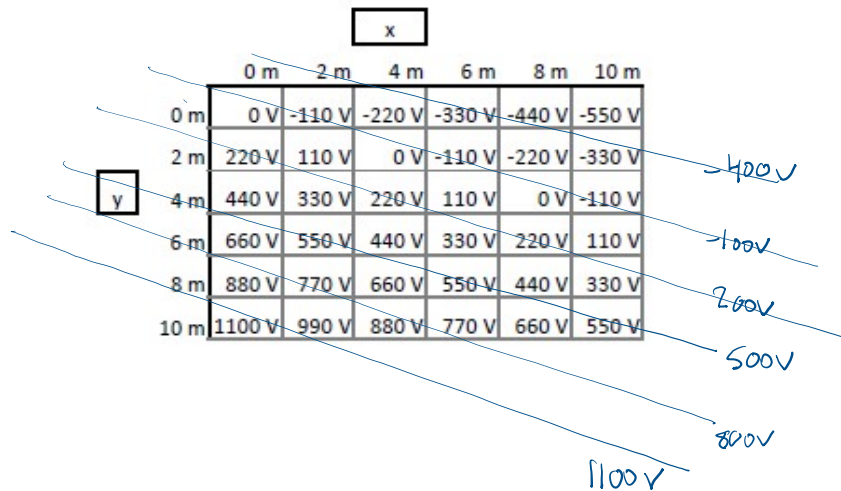 x
0 m 2 m 4 m 6 m 8 m 10 m
0 m 0 V -110 V -220 V -330 V -440 V -550 V
2 m 220 V 110 V 0 V -110 V -220 V -330 V
-400V
y
4 m 440 V 330 V 220 V 110 V 0 V -110 V
6 m 660 V 550 V 440 V 330 V 220 V 110 V
-100V
8 m 880 V 770 V 660 V 550 V 440 V 330 V
200V
10 m 1100 V 990 V 880 V 770 V 660 V 550 V
500V
800V
1100V